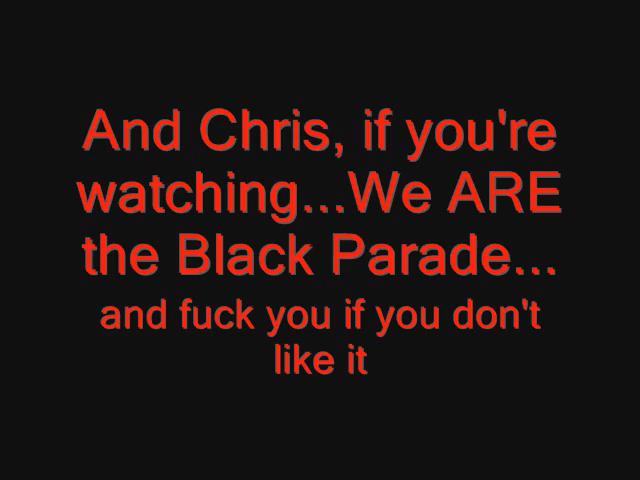 And Chris, if you're
watching...We ARE
the Black Parade...
and fuck you if you don't
like it